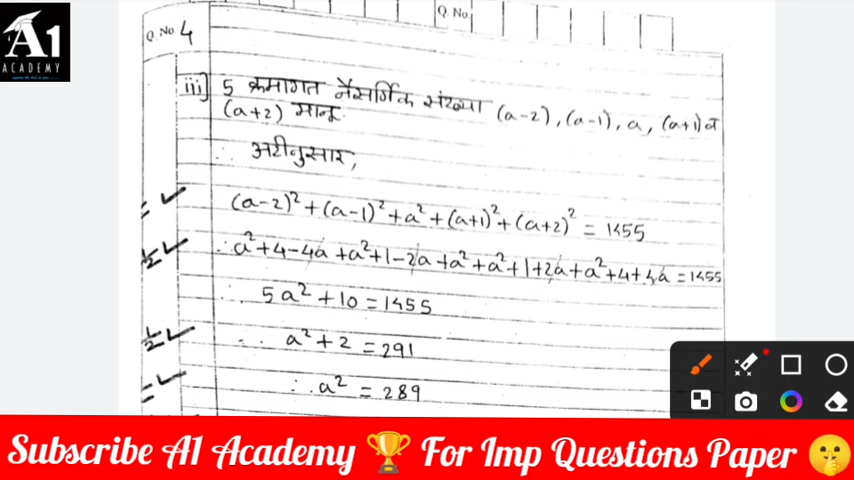 A1
ACADEMY
Q. No
Q. No. 4
iii] 5 क्रमागत नैसर्गिक संख्या (a-2), (a-1), a, (a+1) व
(a+2) मानू.
∴ अटीनुसार,
(a-2)² + (a-1)² + a² + (a+1)² + (a+2)² = 1455
∴ a² + 4 - 4a + a² + 1 - 2a + a² + a² + 1 + 2a + a² + 4 + 4a = 1455
∴ 5a² + 10 = 1455
∴ a² + 2 = 291
∴ a² = 289
Subscribe A1 Academy 🏆 For Imp Questions Paper 🤫